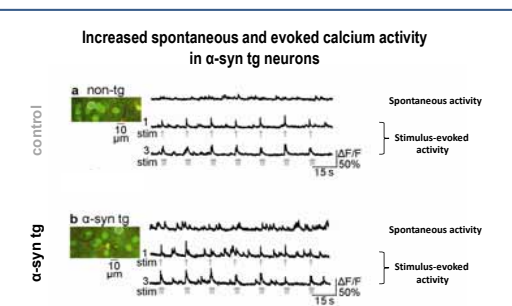 Increased spontaneous and evoked calcium activity
in α-syn tg neurons
control
a non-tg
10
μm
1
stim
3
ΔF/F
50%
15 s
Spontaneous activity
Stimulus-evoked
activity
α-syn tg
b α-syn tg
10
μm
1
stim
3
ΔF/F
50%
15 s
Spontaneous activity
Stimulus-evoked
activity